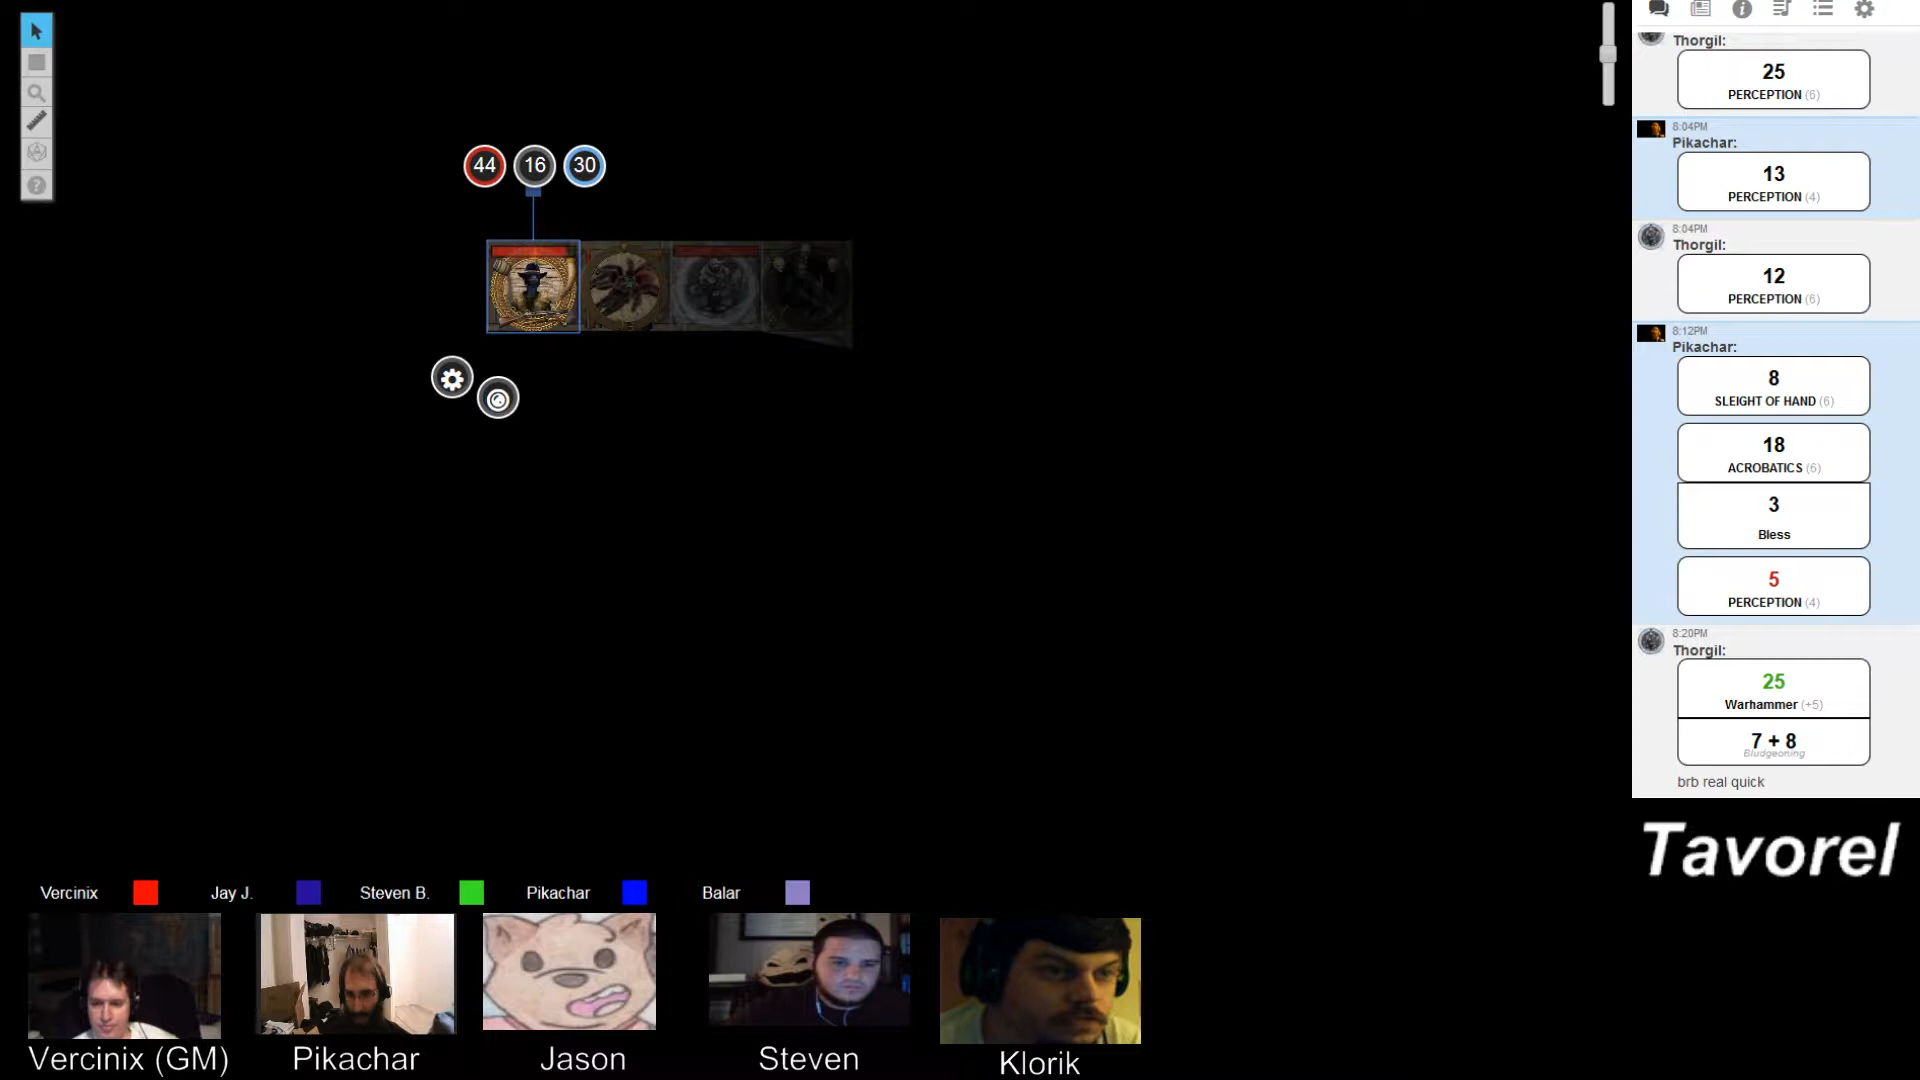 44 16 30
Thorgil:
25
PERCEPTION (6)
8:04PM
Pikachar:
13
PERCEPTION (4)
8:04PM
Thorgil:
12
PERCEPTION (6)
8:12PM
Pikachar:
8
SLEIGHT OF HAND (6)
18
ACROBATICS (6)
3
Bless
5
PERCEPTION (4)
8:20PM
Thorgil:
25
Warhammer (+5)
7 + 8
Bludgeoning
brb real quick
Tavorel
Vercinix Jay J. Steven B. Pikachar Balar
Vercinix (GM) Pikachar Jason Steven Klorik